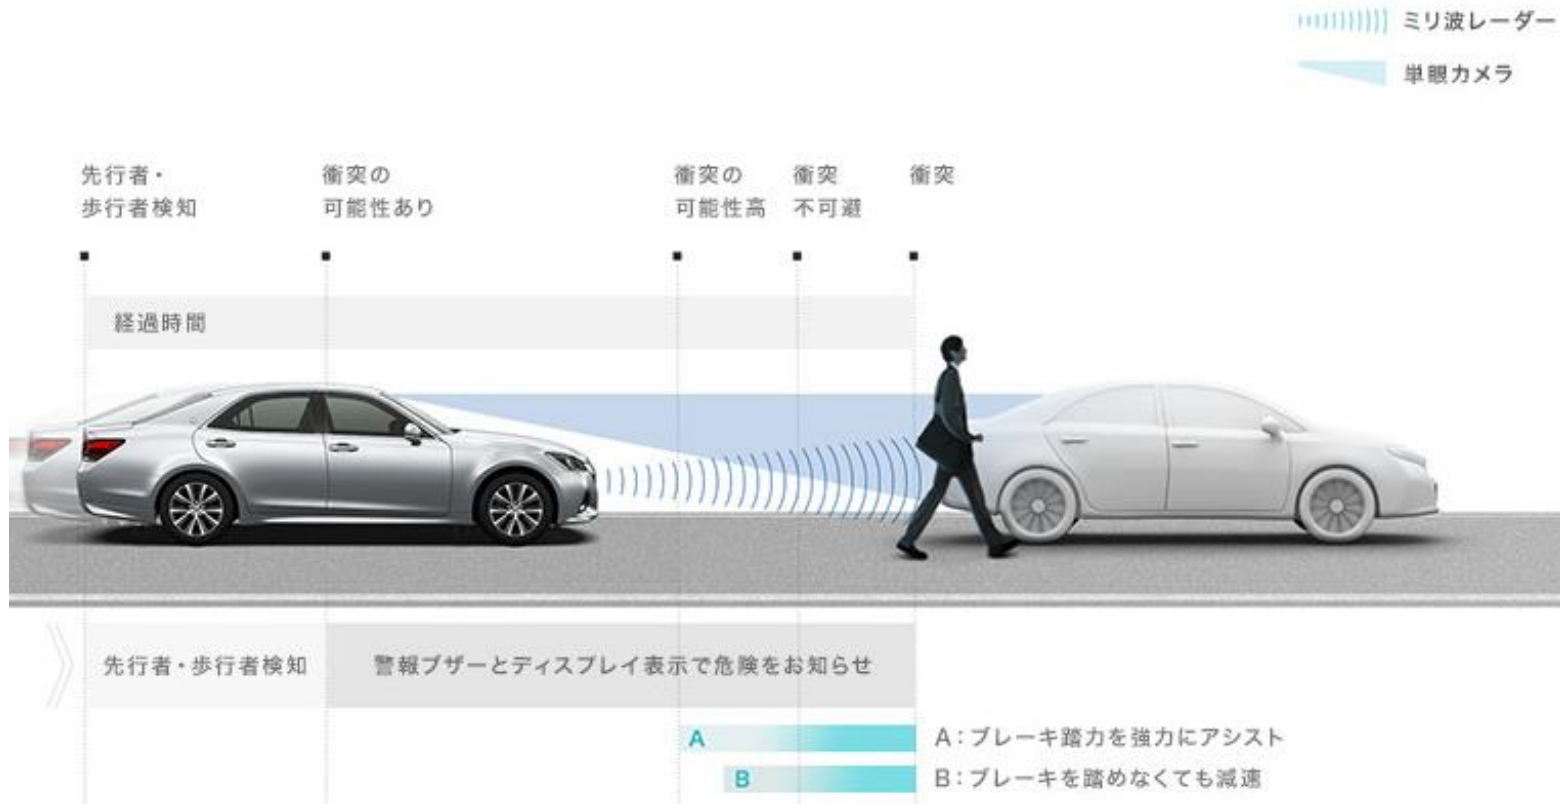 ミリ波レーダー
単眼カメラ
先行者・
歩行者検知
衝突の
可能性あり
衝突の
可能性高
衝突
不可避
衝突
経過時間
先行者・歩行者検知
警報ブザーとディスプレイ表示で危険をお知らせ
A
A：ブレーキ踏力を強力にアシスト
B
B：ブレーキを踏めなくても減速